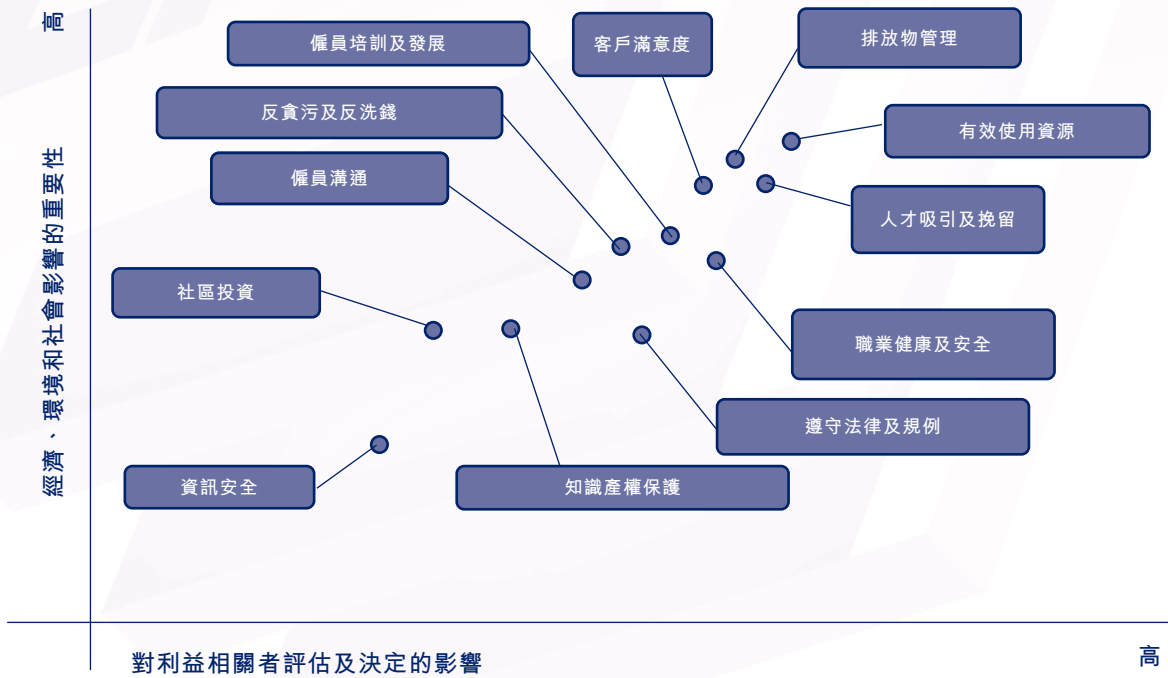 高
經濟、環境和社會影響的重要性
僱員培訓及發展
客戶滿意度
排放物管理
反貪污及反洗錢
有效使用資源
僱員溝通
人才吸引及挽留
社區投資
職業健康及安全
遵守法律及規例
資訊安全
知識產權保護
對利益相關者評估及決定的影響
高